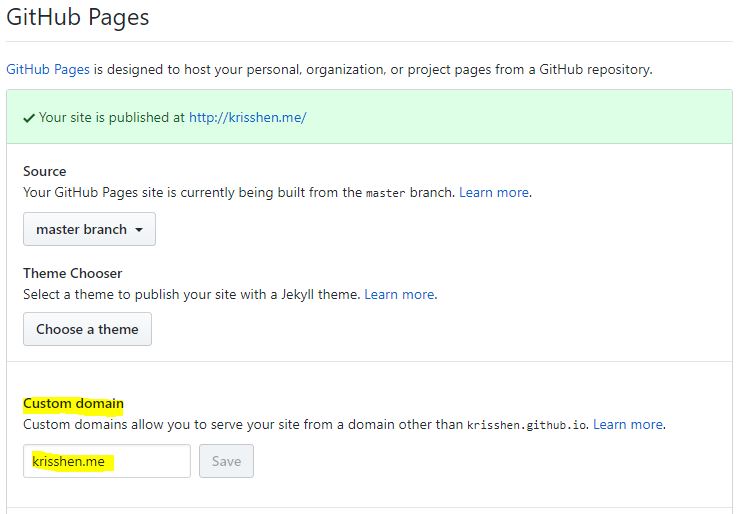 GitHub Pages
GitHub Pages is designed to host your personal, organization, or project pages from a GitHub repository.
✓ Your site is published at http://krisshen.me/
Source
Your GitHub Pages site is currently being built from the master branch. Learn more.
master branch
Theme Chooser
Select a theme to publish your site with a Jekyll theme. Learn more.
Choose a theme
Custom domain
Custom domains allow you to serve your site from a domain other than krisshen.github.io. Learn more.
krisshen.me Save